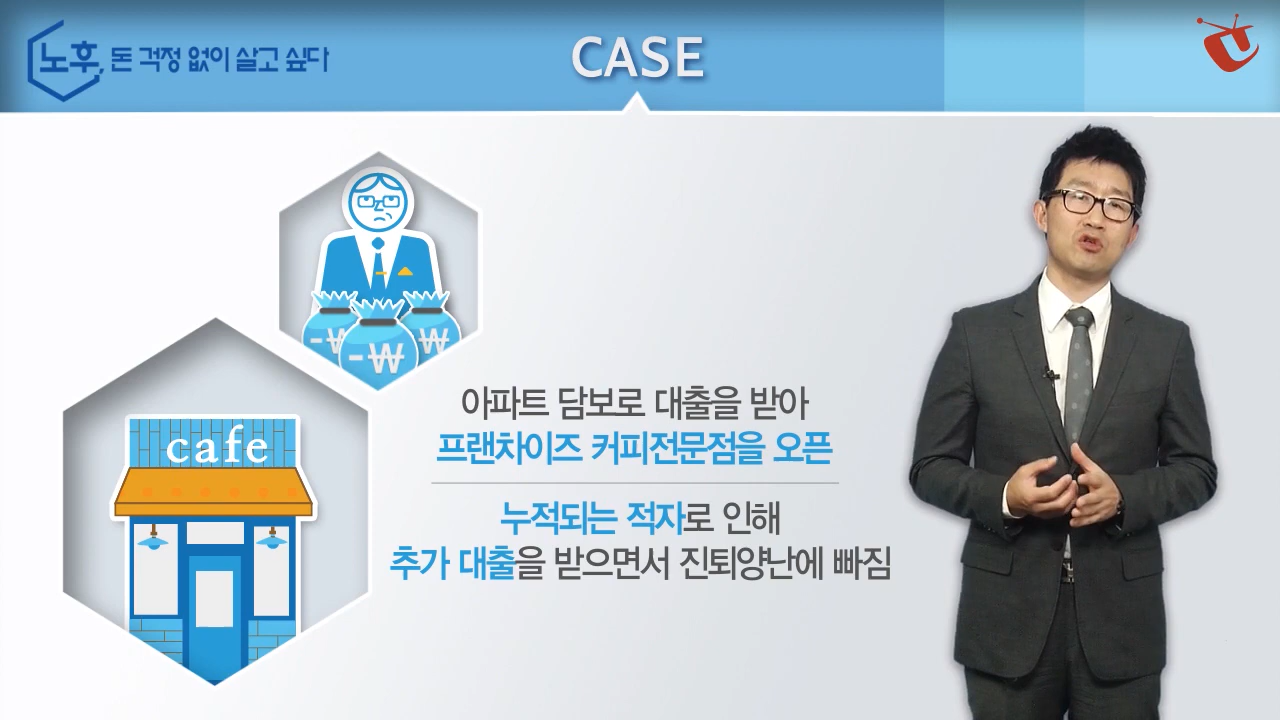 노후, 돈 걱정 없이 살고 싶다
CASE
cafe
-₩
-₩
₩
아파트 담보로 대출을 받아
프랜차이즈 커피전문점을 오픈
누적되는 적자로 인해
추가 대출을 받으면서 진퇴양난에 빠짐